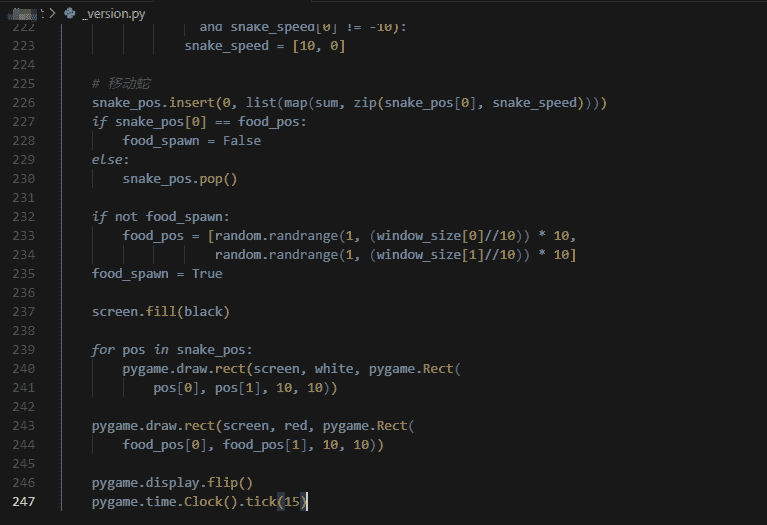 t > _version.py
222 and snake_speed[0] != -10):
223 snake_speed = [10, 0]
224
225 # 移动蛇
226 snake_pos.insert(0, list(map(sum, zip(snake_pos[0], snake_speed))))
227 if snake_pos[0] == food_pos:
228 food_spawn = False
229 else:
230 snake_pos.pop()
231
232 if not food_spawn:
233 food_pos = [random.randrange(1, (window_size[0]//10)) * 10,
234 random.randrange(1, (window_size[1]//10)) * 10]
235 food_spawn = True
236
237 screen.fill(black)
238
239 for pos in snake_pos:
240 pygame.draw.rect(screen, white, pygame.Rect(
241 pos[0], pos[1], 10, 10))
242
243 pygame.draw.rect(screen, red, pygame.Rect(
244 food_pos[0], food_pos[1], 10, 10))
245
246 pygame.display.flip()
247 pygame.time.Clock().tick(15)